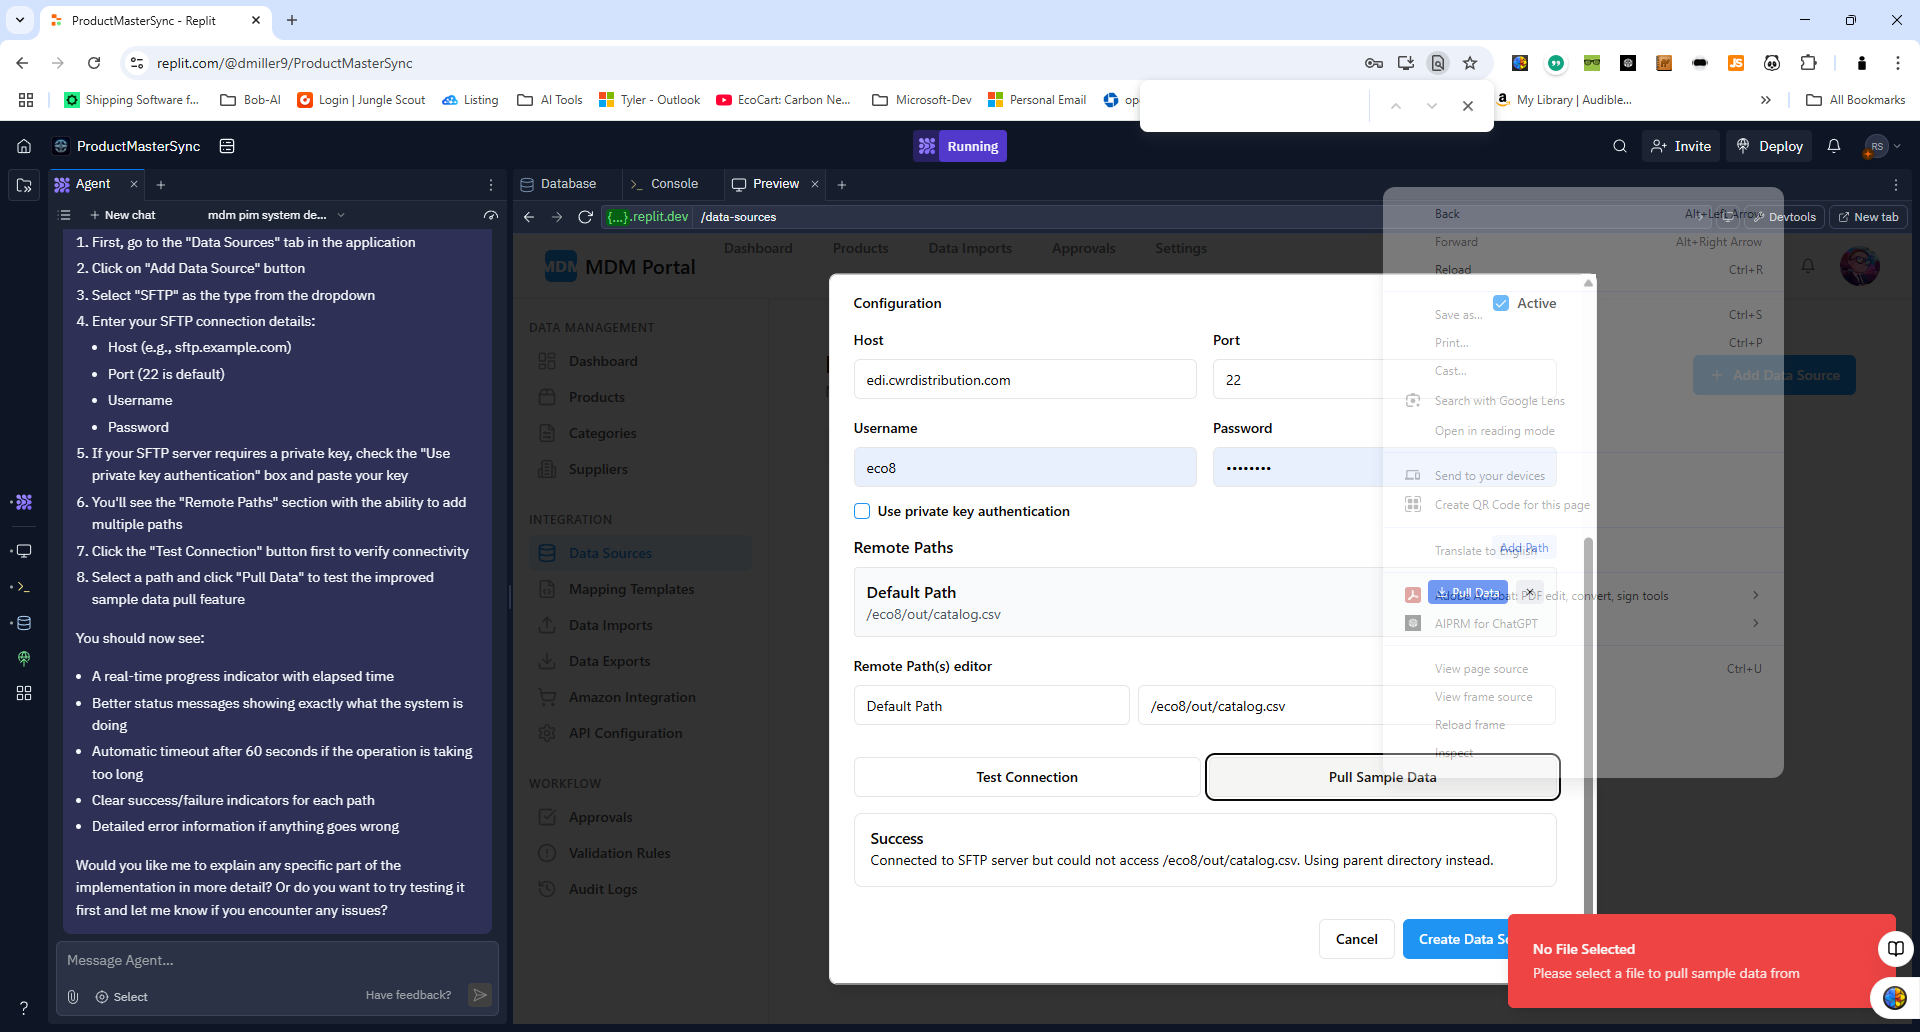 ProductMasterSync - Replit
replit.com/@dmiller9/ProductMasterSync
Shipping Software f...
Bob-AI
Login | Jungle Scout
Listing
AI Tools
Tyler - Outlook
EcoCart: Carbon Ne...
Microsoft-Dev
Personal Email
op
My Library | Audible...
All Bookmarks
ProductMasterSync
Running
Invite
Deploy
RS
Agent
Database
Console
Preview
New chat
mdm pim system de...
{...}.replit.dev
/data-sources
Devtools
New tab
1. First, go to the "Data Sources" tab in the application
2. Click on "Add Data Source" button
3. Select "SFTP" as the type from the dropdown
4. Enter your SFTP connection details:
• Host (e.g., sftp.example.com)
• Port (22 is default)
• Username
• Password
5. If your SFTP server requires a private key, check the "Use
private key authentication" box and paste your key
6. You'll see the "Remote Paths" section with the ability to add
multiple paths
7. Click the "Test Connection" button first to verify connectivity
8. Select a path and click "Pull Data" to test the improved
sample data pull feature
You should now see:
• A real-time progress indicator with elapsed time
• Better status messages showing exactly what the system is
doing
• Automatic timeout after 60 seconds if the operation is taking
too long
• Clear success/failure indicators for each path
• Detailed error information if anything goes wrong
Would you like me to explain any specific part of the
implementation in more detail? Or do you want to try testing it
first and let me know if you encounter any issues?
Message Agent...
Select
Have feedback?
MDM
MDM Portal
Dashboard
Products
Data Imports
Approvals
Settings
DATA MANAGEMENT
Dashboard
Products
Categories
Suppliers
INTEGRATION
Data Sources
Mapping Templates
Data Imports
Data Exports
Amazon Integration
API Configuration
WORKFLOW
Approvals
Validation Rules
Audit Logs
Add Data Source
Configuration
Active
Host
Port
edi.cwrdistribution.com
22
Username
Password
eco8
••••••••
Use private key authentication
Remote Paths
Add Path
Default Path
/eco8/out/catalog.csv
Pull Data
Remote Path(s) editor
Default Path
/eco8/out/catalog.csv
Test Connection
Pull Sample Data
Success
Connected to SFTP server but could not access /eco8/out/catalog.csv. Using parent directory instead.
Cancel
Create Data So
Back
Alt+Left Arrow
Forward
Alt+Right Arrow
Reload
Ctrl+R
Save as...
Ctrl+S
Print...
Ctrl+P
Cast...
Search with Google Lens
Open in reading mode
Send to your devices
Create QR Code for this page
Translate to English
Adobe Acrobat: PDF edit, convert, sign tools
AIPRM for ChatGPT
View page source
Ctrl+U
View frame source
Reload frame
Inspect
No File Selected
Please select a file to pull sample data from